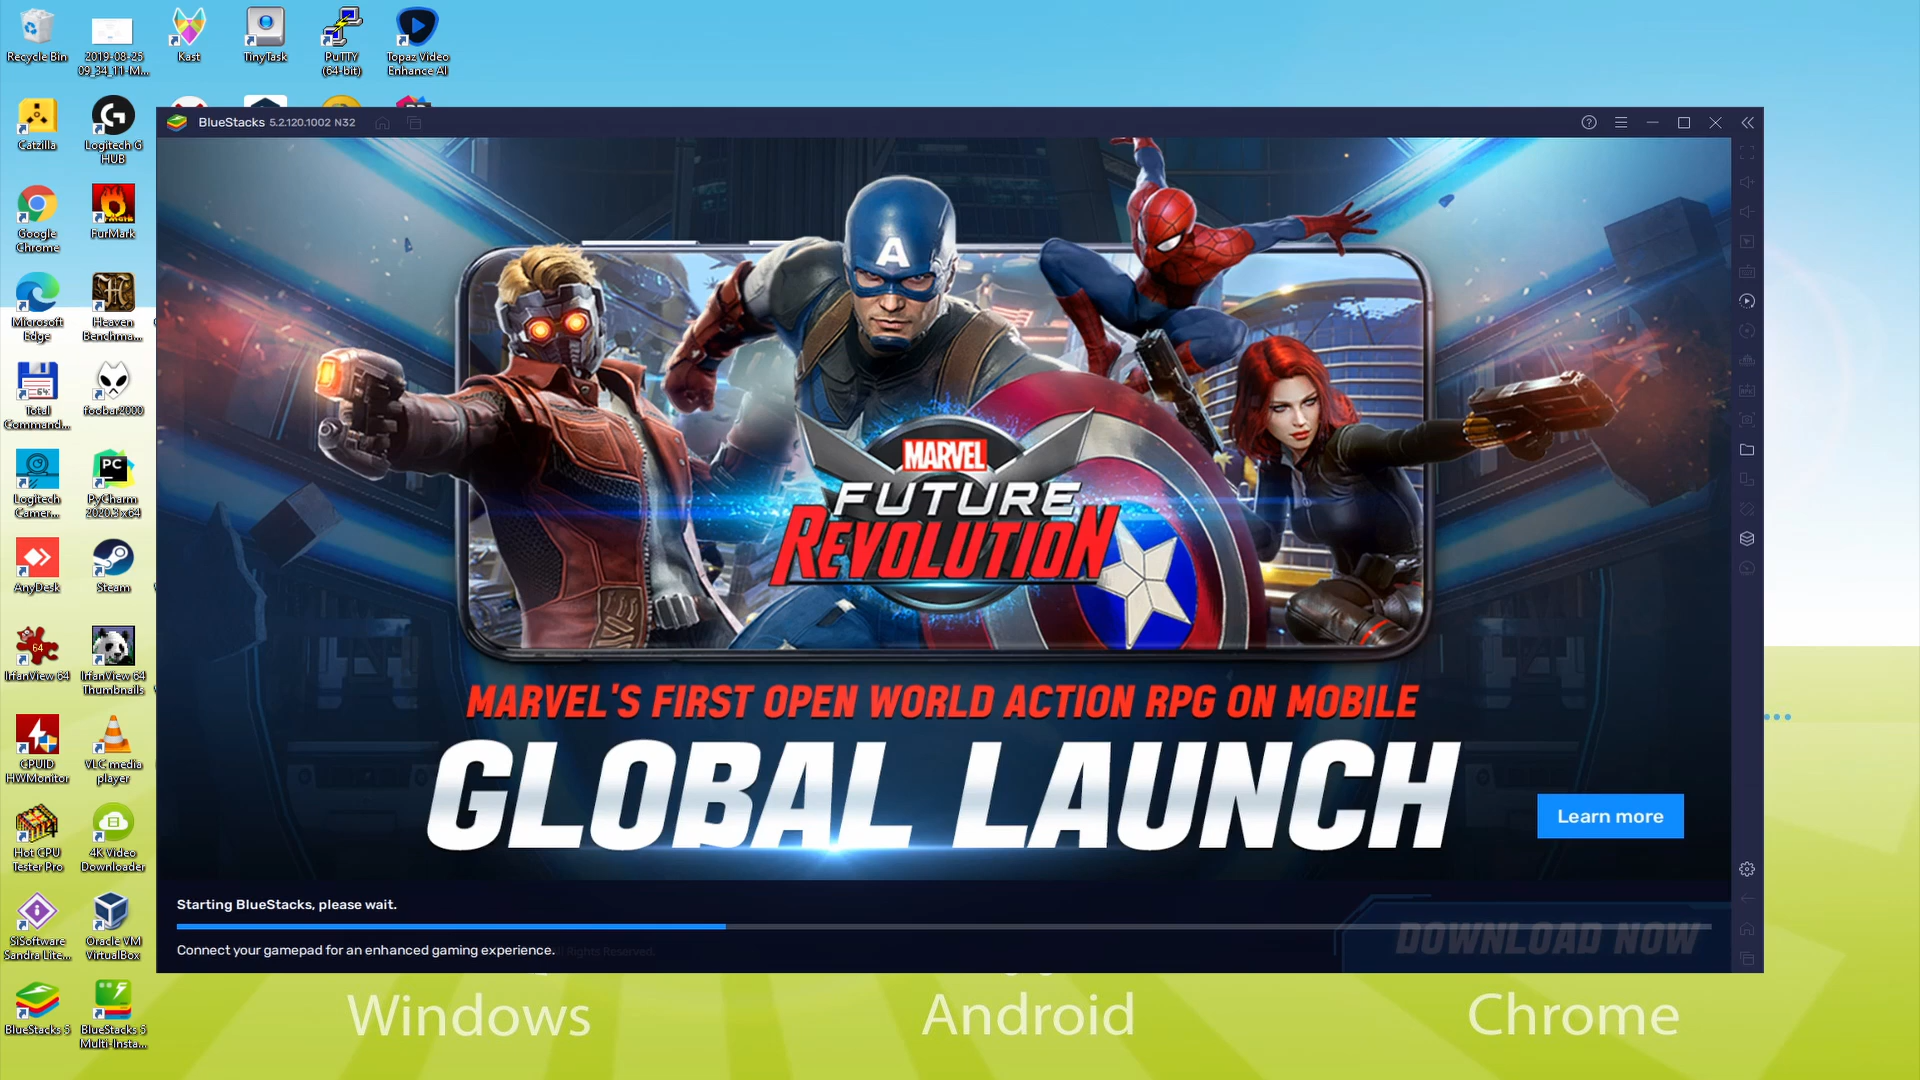 Recycle Bin
2019-08-25
09_34_11-M...
Kast
TinyTask
PuTTY
(64-bit)
Topaz Video
Enhance AI
Catzilla
Logitech G
HUB
Google
Chrome
FurMark
Microsoft
Edge
Heaven
Benchma...
Total
Command...
foobar2000
Logitech
Camer...
PyCharm
2020.3 x64
AnyDesk
Steam
IrfanView 64
IrfanView 64
Thumbnails
CPUID
HWMonitor
VLC media
player
Hot CPU
Tester Pro
4K Video
Downloader
SiSoftware
Sandra Lite...
Oracle VM
VirtualBox
BlueStacks 5
BlueStacks 5
Multi-Insta...
BlueStacks 5.2.120.1002 N32
A
MARVEL
FUTURE
REVOLUTION
MARVEL'S FIRST OPEN WORLD ACTION RPG ON MOBILE
GLOBAL LAUNCH
Learn more
Starting BlueStacks, please wait.
DOWNLOAD NOW
Connect your gamepad for an enhanced gaming experience.
Rights Reserved.
Windows
Android
Chrome